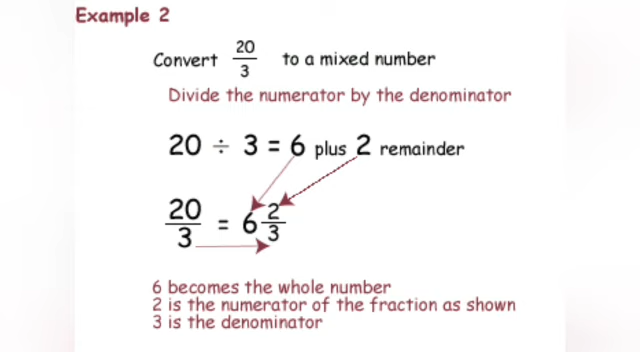 Example 2
Convert 20/3 to a mixed number
Divide the numerator by the denominator
20 ÷ 3 = 6 plus 2 remainder
20/3 = 6 2/3
6 becomes the whole number
2 is the numerator of the fraction as shown
3 is the denominator